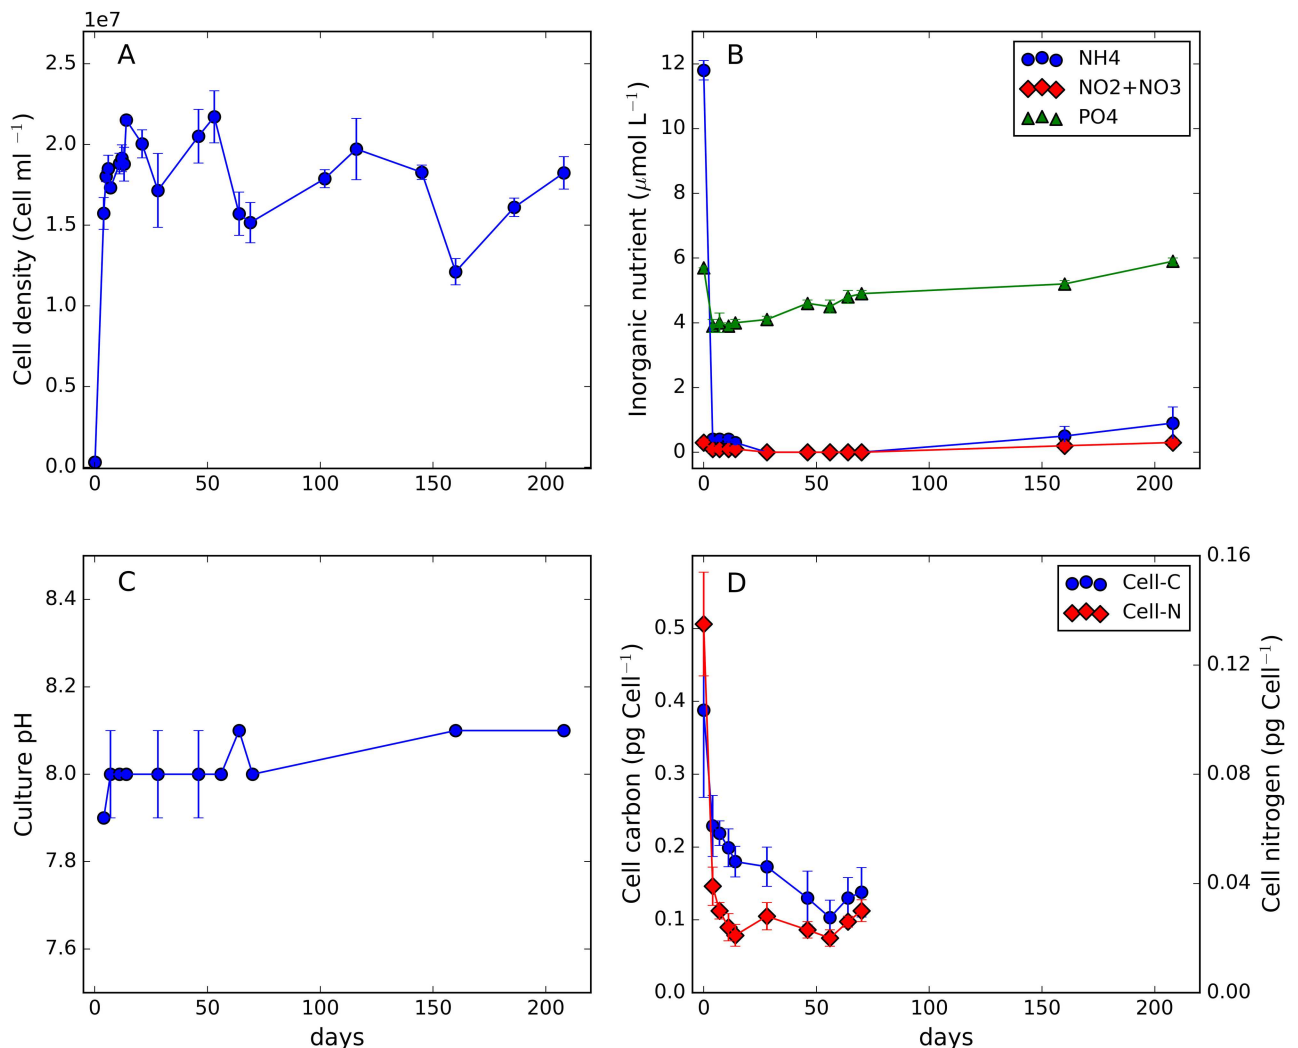 1e7
A
2.5
2.0
1.5
1.0
0.5
0.0
0 50 100 150 200
Cell density (Cell ml −1)
B
NH4
NO2+NO3
PO4
12
10
8
6
4
2
0
0 50 100 150 200
Inorganic nutrient (μmol L−1)
C
8.4
8.2
8.0
7.8
7.6
0 50 100 150 200
Culture pH
days
D
Cell-C
Cell-N
0.5
0.4
0.3
0.2
0.1
0.0
0 50 100 150 200
Cell carbon (pg Cell−1)
days
0.16
0.12
0.08
0.04
0.00
Cell nitrogen (pg Cell−1)